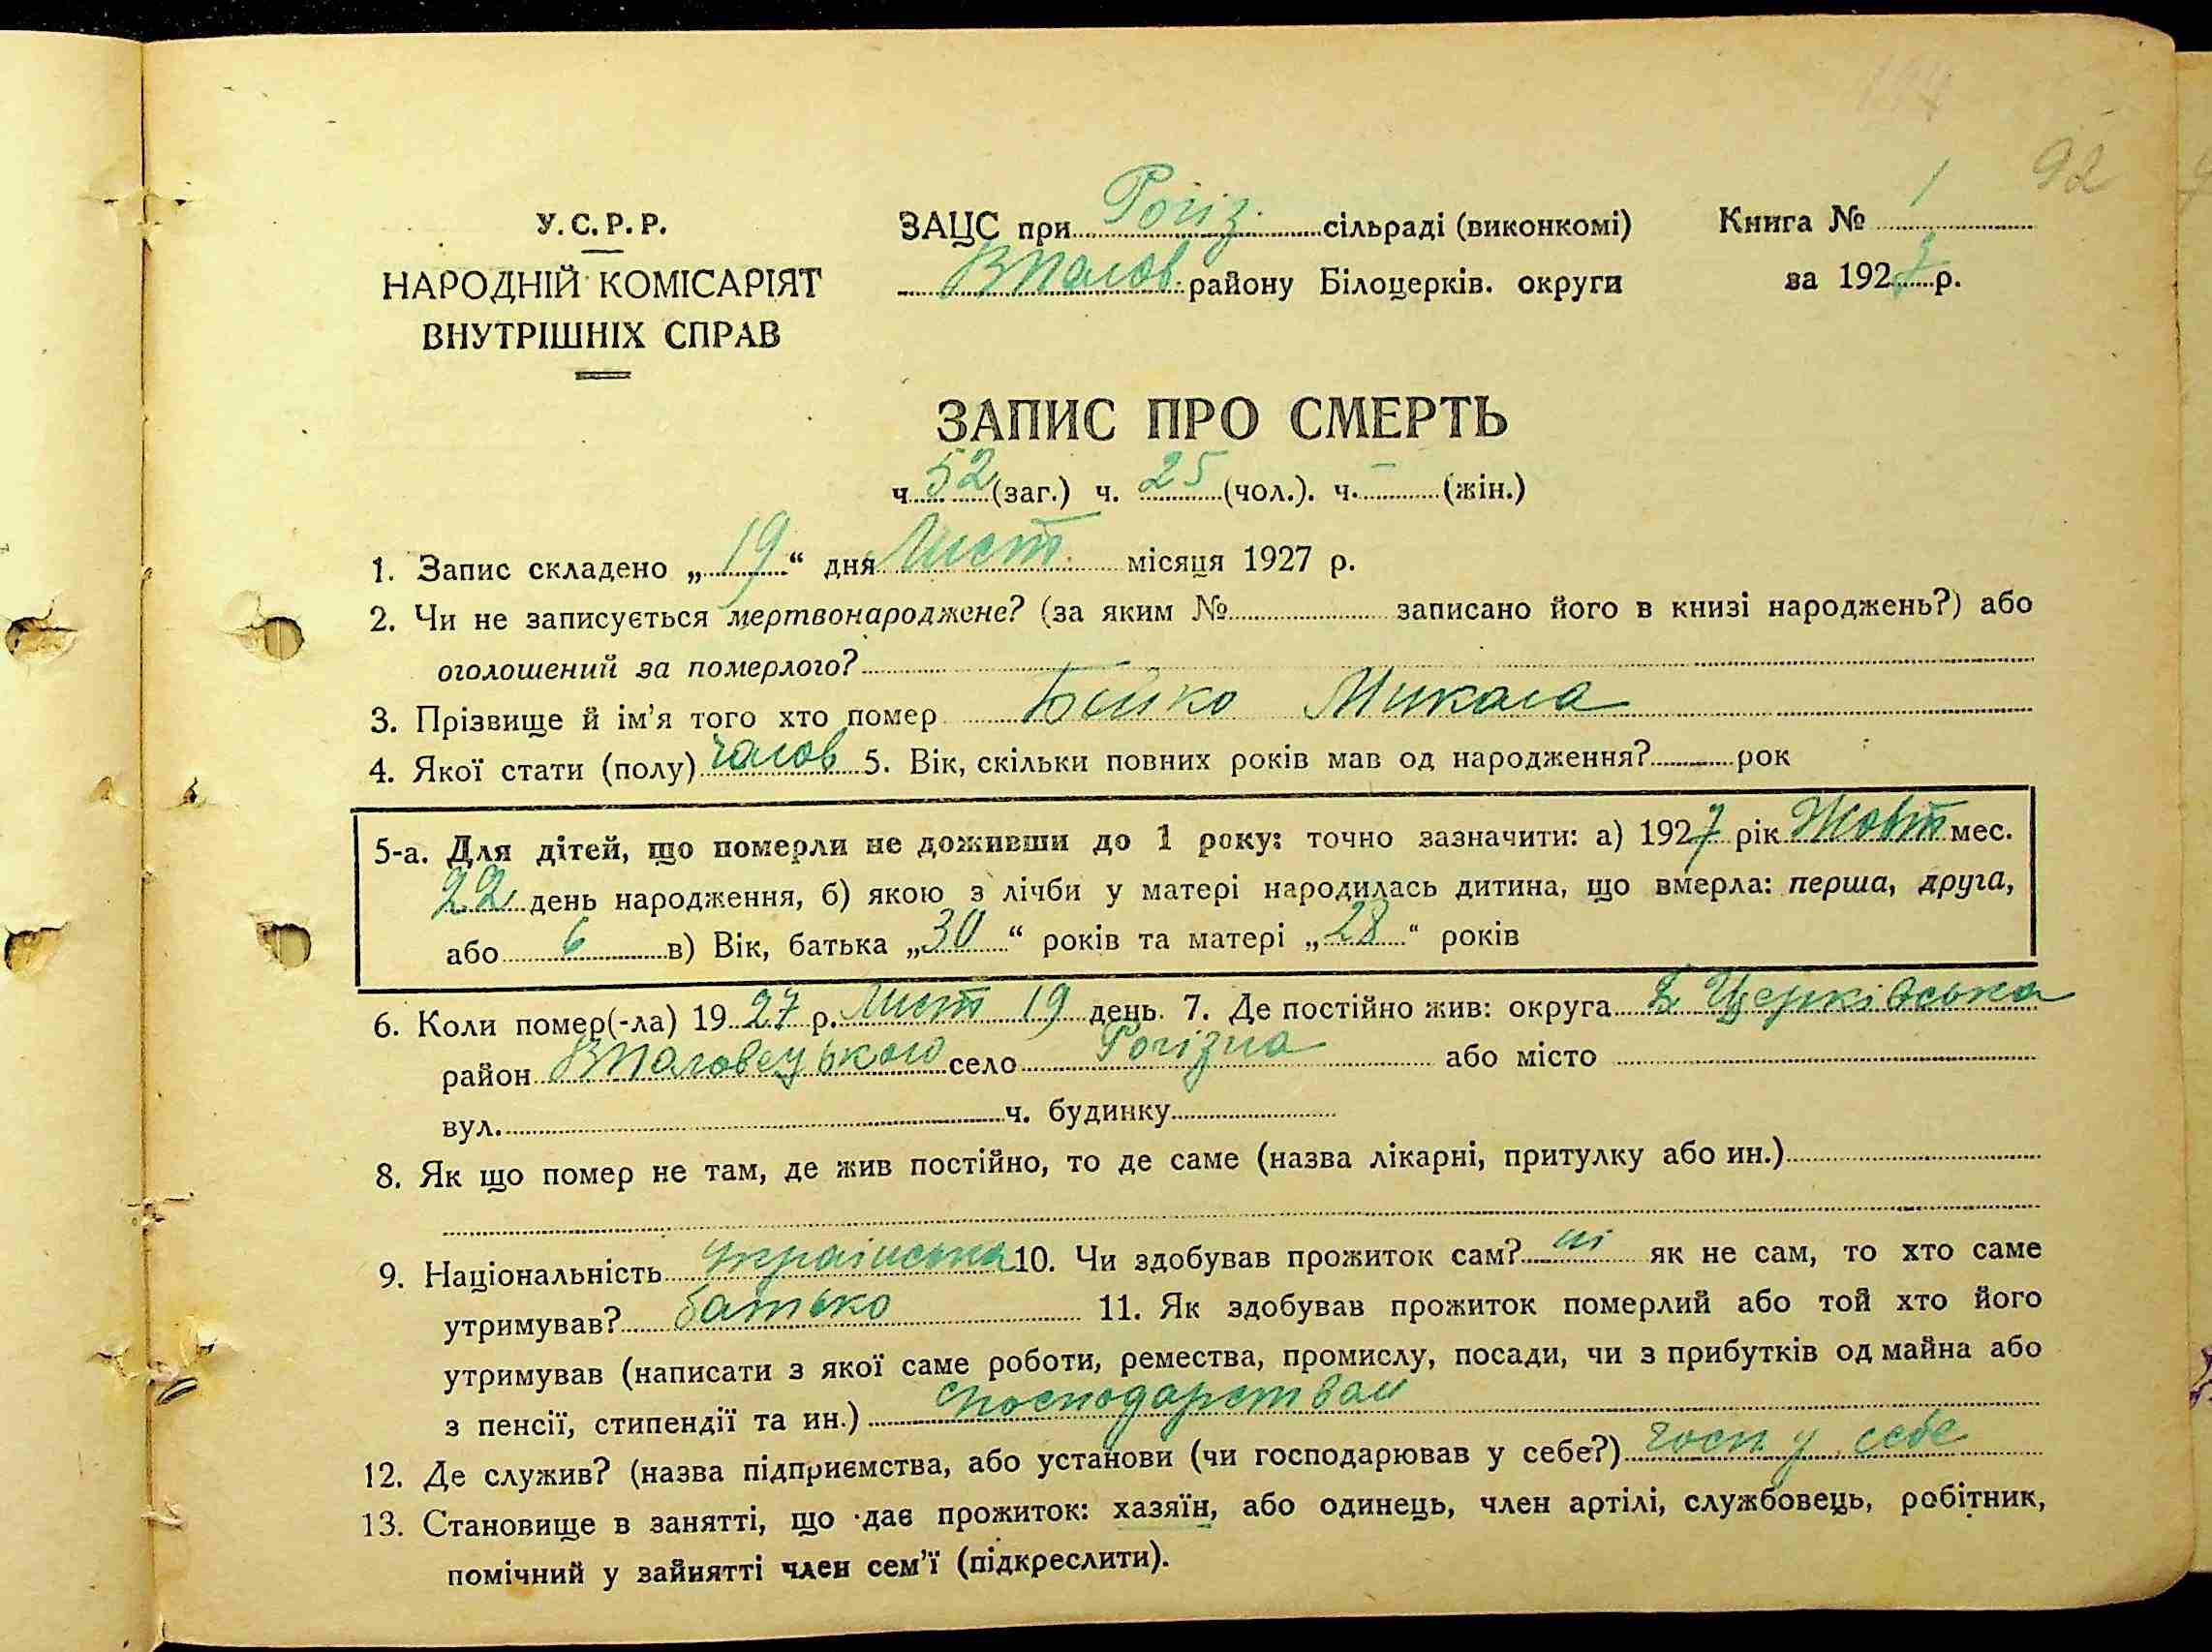 92
У.С.Р.Р.
НАРОДНІЙ КОМІСАРІЯТ
ВНУТРІШНІХ СПРАВ
ЗАЦС при Рогіз. сільраді (виконкомі)
району Білоцерків. округи
Книга № 1
за 1927 р.
ЗАПИС ПРО СМЕРТЬ
ч 52 (заг.) ч. 25 (чол.). ч. – (жін.)
1. Запис складено „19“ дня Лист. місяця 1927 р.
2. Чи не записується мертвонароджене? (за яким № записано його в книзі народжень?) або
оголошений за померлого?
3. Прізвище й ім’я того хто помер Бойко Микола
4. Якої стати (полу) чолов 5. Вік, скільки повних років мав од народження? рок
5-а. Для дітей, що померли не доживши до 1 року: точно зазначити: а) 1927 рік Жовт мес.
22 день народження, б) якою з лічби у матері народилась дитина, що вмерла: перша, друга,
або 6 в) Вік, батька „30“ років та матері „28“ років
6. Коли помер(-ла) 1927 р. Лист 19 день. 7. Де постійно жив: округа Б Церківська
район село Рогізна або місто
вул. ч. будинку
8. Як що помер не там, де жив постійно, то де саме (назва лікарні, притулку або ин.)
9. Національність українська 10. Чи здобував прожиток сам? ні як не сам, то хто саме
утримував? батько 11. Як здобував прожиток померлий або той хто його
утримував (написати з якої саме роботи, ремества, промислу, посади, чи з прибутків од майна або
з пенсії, стипендії та ин.)
12. Де служив? (назва підприємства, або установи (чи господарював у себе?) госп у себе
13. Становище в занятті, що дає прожиток: хазяїн, або одинець, член артілі, службовець, робітник,
помічний у зайнятті член сем’ї (підкреслити).